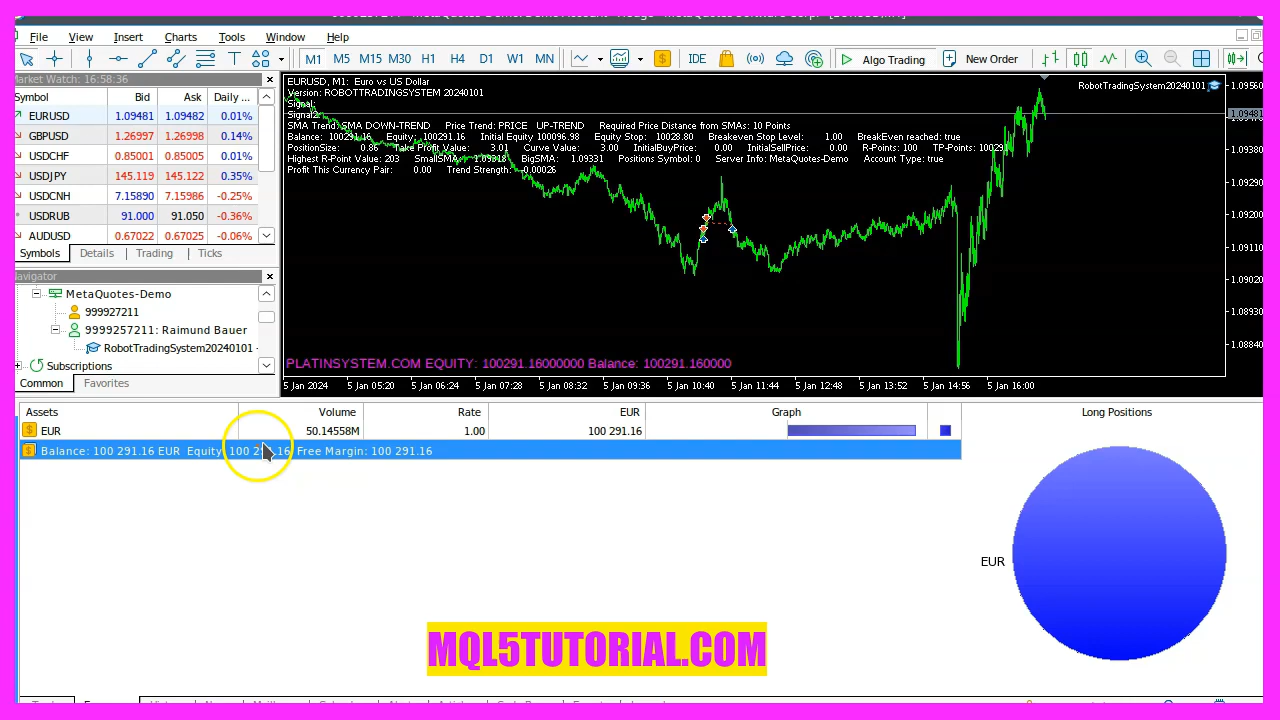 File View Insert Charts Tools Window Help
M1 M5 M15 M30 H1 H4 D1 W1 MN IDE Algo Trading New Order
Market Watch: 16:58:36
Symbol Bid Ask Daily ...
EURUSD 1.09481 1.09482 0.01%
GBPUSD 1.26997 1.26998 0.14%
USDCHF 0.85001 0.85005 0.01%
USDJPY 145.119 145.122 0.35%
USDCNH 7.15890 7.15986 -0.25%
USDRUB 91.000 91.050 -0.36%
AUDUSD 0.67022 0.67025 -0.06%
Symbols Details Trading Ticks
Navigator
MetaQuotes-Demo
999927211
9999257211: Raimund Bauer
RobotTradingSystem20240101 -
Subscriptions
Common Favorites
EURUSD, M1: Euro vs US Dollar
RobotTradingSystem20240101
Version: ROBOTTRADINGSYSTEM 20240101
Signal:
Signal2:
SMA Trend: SMA DOWN-TREND Price Trend: PRICE UP-TREND Required Price Distance from SMAs: 10 Points
Balance: 100291.16 Equity: 100291.16 Initial Equity 100096.98 Equity Stop: 10028.80 Breakeven Stop Level: 1.00 BreakEven reached: true
PositionSize: 0.86 Take Profit Value: 3.01 Curve Value: 3.00 InitialBuyPrice: 0.00 InitialSellPrice: 0.00 R-Points: 100 TP-Points: 10029
Highest R-Point Value: 203 SmallSMA: 1.09318 BigSMA: 1.09331 Positions Symbol: 0 Server Info: MetaQuotes-Demo Account Type: true
Profit This Currency Pair: 0.00 Trend Strength: -0.00026
PLATINSYSTEM.COM EQUITY: 100291.16000000 Balance: 100291.160000
1.09560
1.09481
1.09380
1.09290
1.09200
1.09110
1.09020
1.08930
1.08840
5 Jan 2024 5 Jan 05:20 5 Jan 06:24 5 Jan 07:28 5 Jan 08:32 5 Jan 09:36 5 Jan 10:40 5 Jan 11:44 5 Jan 12:48 5 Jan 13:52 5 Jan 14:56 5 Jan 16:00
Assets Volume Rate EUR Graph Long Positions
EUR 50.14558M 1.00 100 291.16
Balance: 100 291.16 EUR Equity: 100 291.16 Free Margin: 100 291.16
EUR
MQL5TUTORIAL.COM